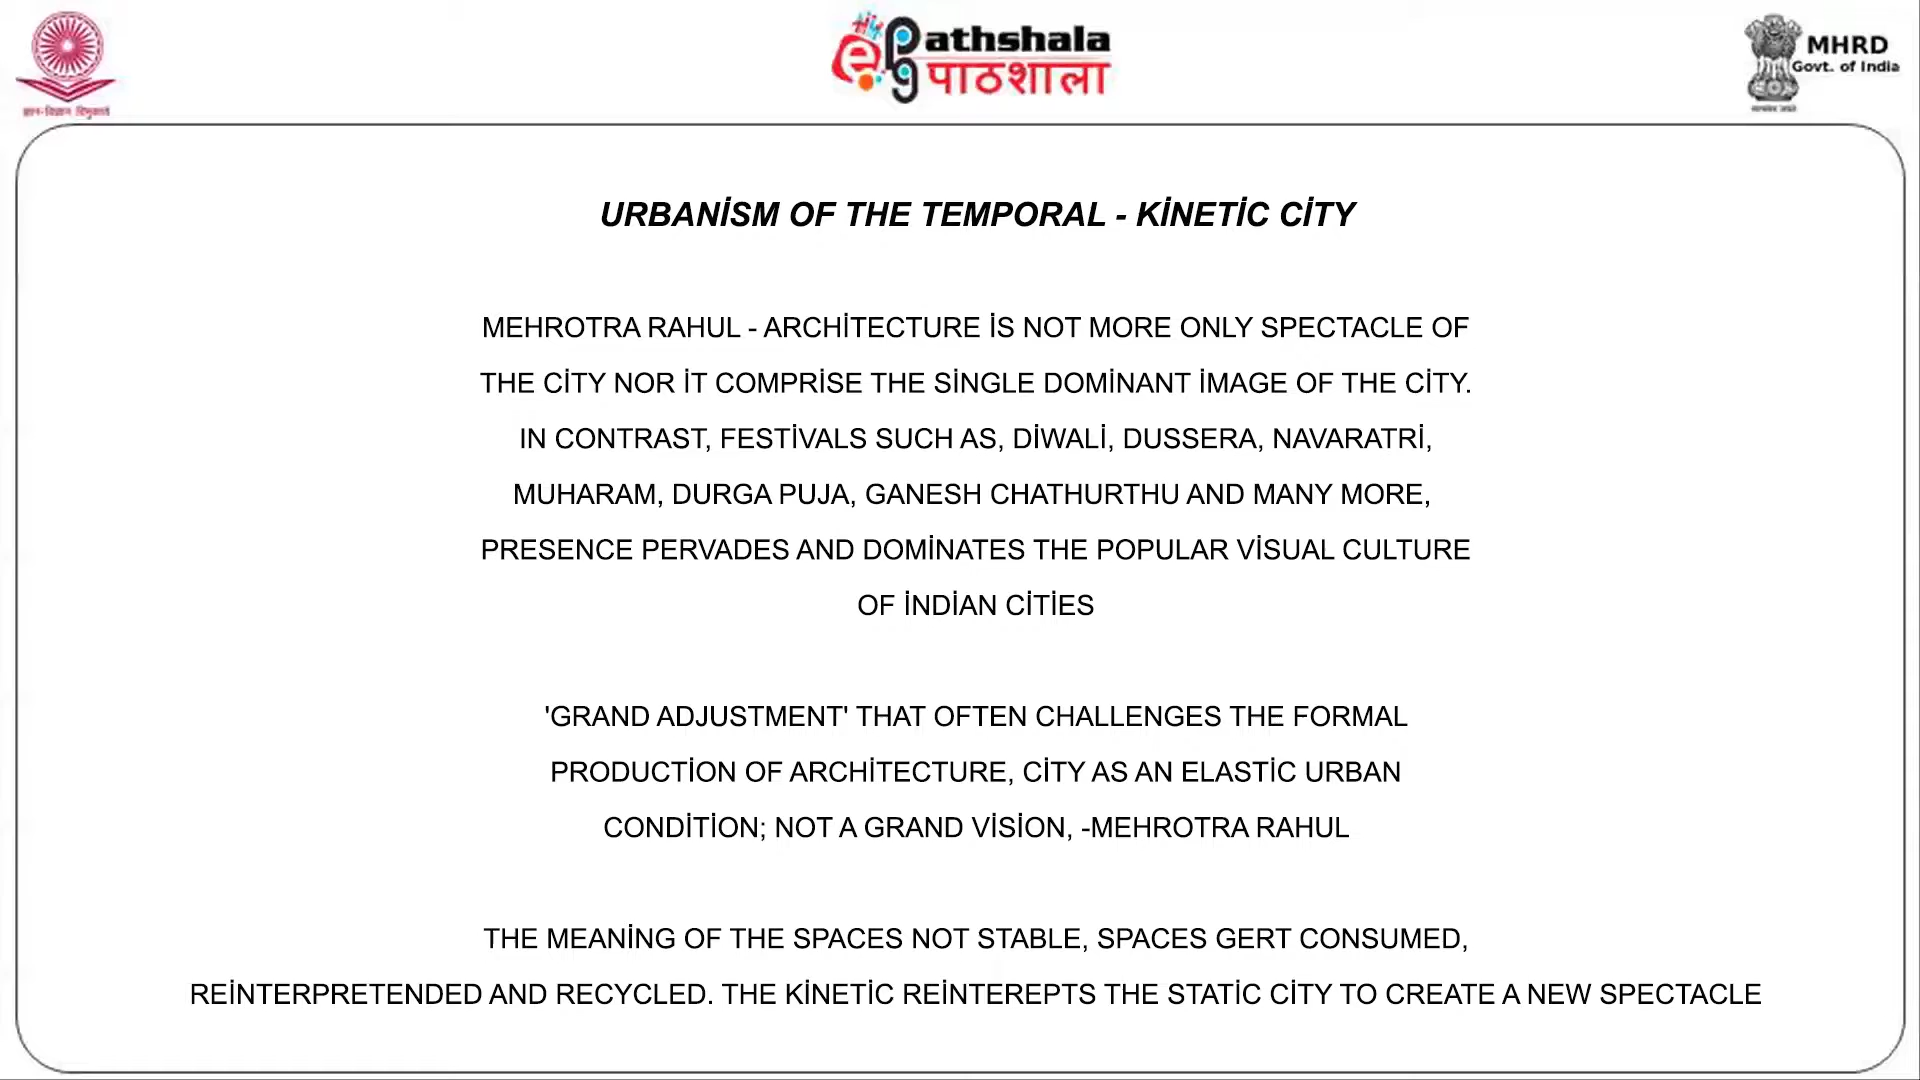 ज्ञान-विज्ञान विमुक्तये
ePG Pathshala
पाठशाला
MHRD
Govt. of India
सत्यमेव जयते
URBANİSM OF THE TEMPORAL - KİNETİC CİTY
MEHROTRA RAHUL - ARCHİTECTURE İS NOT MORE ONLY SPECTACLE OF
THE CİTY NOR İT COMPRİSE THE SİNGLE DOMİNANT İMAGE OF THE CİTY.
IN CONTRAST, FESTİVALS SUCH AS, DİWALİ, DUSSERA, NAVARATRİ,
MUHARAM, DURGA PUJA, GANESH CHATHURTHU AND MANY MORE,
PRESENCE PERVADES AND DOMİNATES THE POPULAR VİSUAL CULTURE
OF İNDİAN CİTİES
'GRAND ADJUSTMENT' THAT OFTEN CHALLENGES THE FORMAL
PRODUCTİON OF ARCHİTECTURE, CİTY AS AN ELASTİC URBAN
CONDİTİON; NOT A GRAND VİSİON, -MEHROTRA RAHUL
THE MEANİNG OF THE SPACES NOT STABLE, SPACES GERT CONSUMED,
REİNTERPRETENDED AND RECYCLED. THE KİNETİC REİNTEREPTS THE STATİC CİTY TO CREATE A NEW SPECTACLE